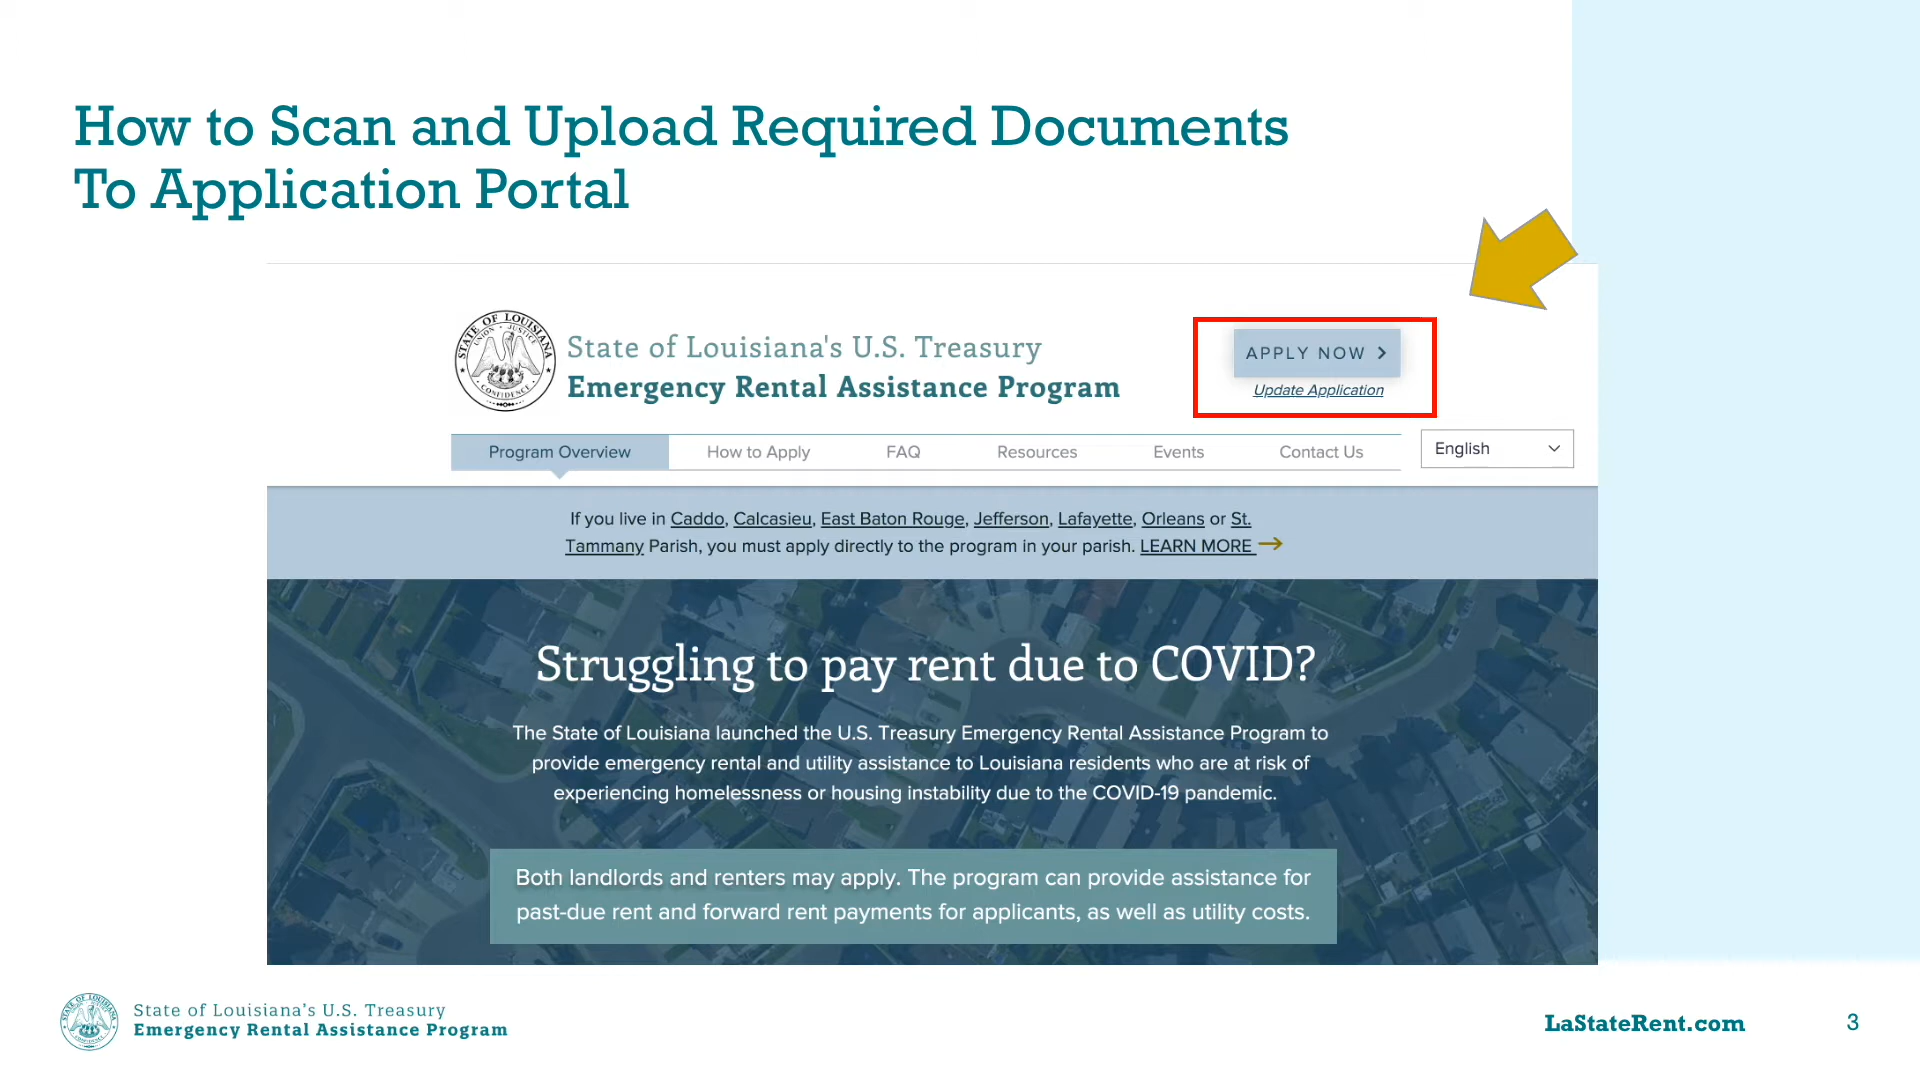 How to Scan and Upload Required Documents
To Application Portal
STATE OF LOUISIANA
UNION · JUSTICE
CONFIDENCE
State of Louisiana's U.S. Treasury
Emergency Rental Assistance Program
APPLY NOW >
Update Application
Program Overview How to Apply FAQ Resources Events Contact Us English
If you live in Caddo, Calcasieu, East Baton Rouge, Jefferson, Lafayette, Orleans or St.
Tammany Parish, you must apply directly to the program in your parish. LEARN MORE →
Struggling to pay rent due to COVID?
The State of Louisiana launched the U.S. Treasury Emergency Rental Assistance Program to
provide emergency rental and utility assistance to Louisiana residents who are at risk of
experiencing homelessness or housing instability due to the COVID-19 pandemic.
Both landlords and renters may apply. The program can provide assistance for
past-due rent and forward rent payments for applicants, as well as utility costs.
State of Louisiana's U.S. Treasury
Emergency Rental Assistance Program
LaStateRent.com
3